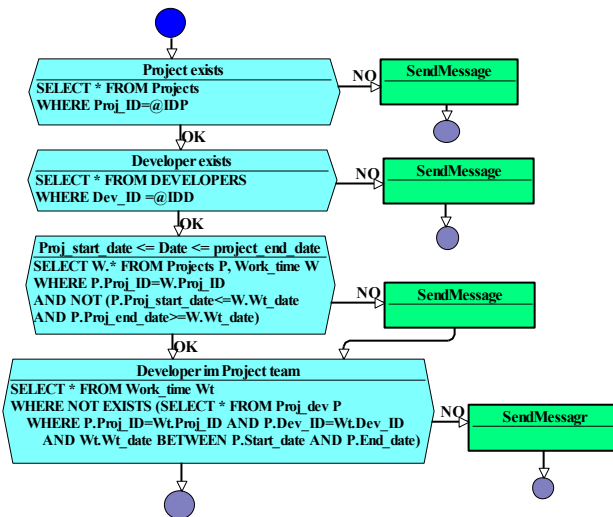 Project exists
SELECT * FROM Projects
WHERE Proj_ID=@IDP
NO
SendMessage
OK
Developer exists
SELECT * FROM DEVELOPERS
WHERE Dev_ID =@IDD
NO
SendMessage
OK
Proj_start_date <= Date <= project_end_date
SELECT W.* FROM Projects P, Work_time W
WHERE P.Proj_ID=W.Proj_ID
AND NOT (P.Proj_start_date<=W.Wt_date
AND P.Proj_end_date>=W.Wt_date)
NO
SendMessage
OK
Developer im Project team
SELECT * FROM Work_time Wt
WHERE NOT EXISTS (SELECT * FROM Proj_dev P
WHERE P.Proj_ID=Wt.Proj_ID AND P.Dev_ID=Wt.Dev_ID
AND Wt.Wt_date BETWEEN P.Start_date AND P.End_date)
NO
SendMessagr